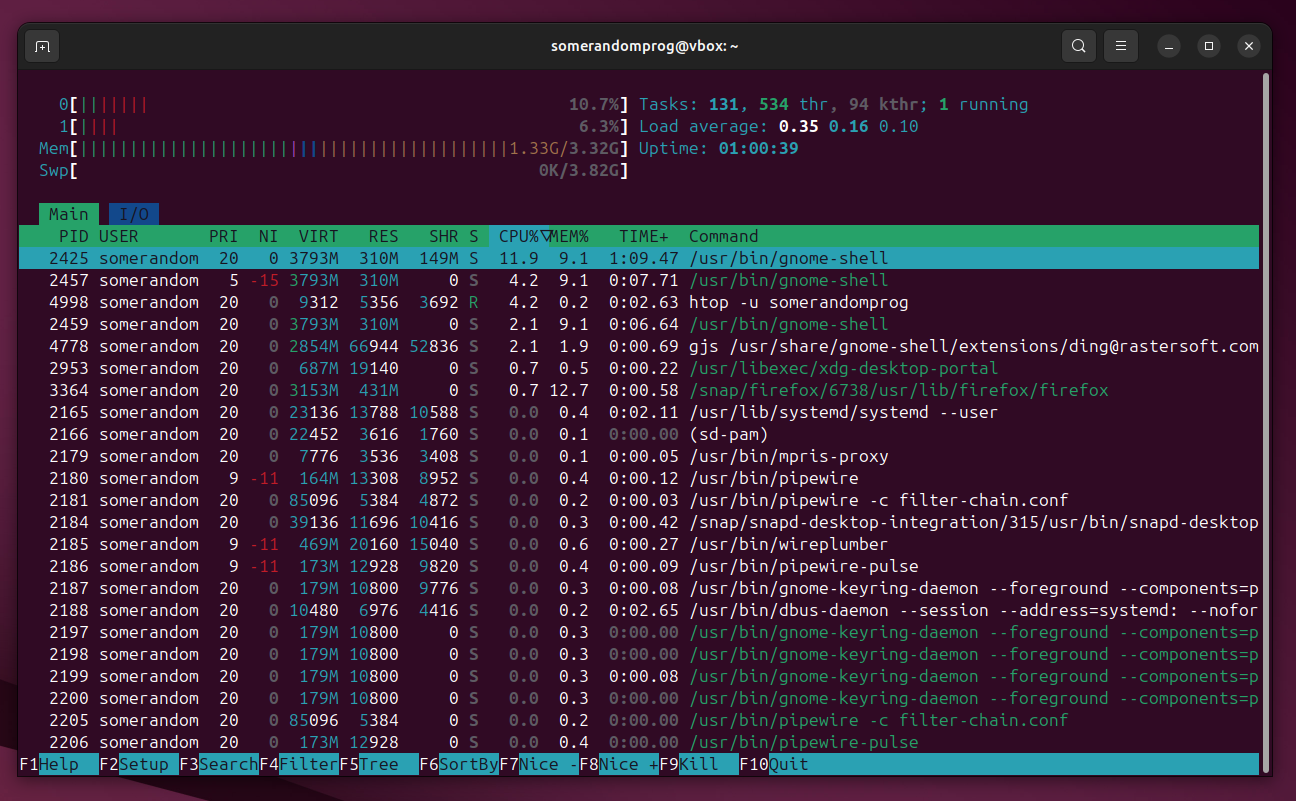 somerandomprog@vbox: ~
0[||||||| 10.7%] Tasks: 131, 534 thr, 94 kthr; 1 running
1[|||| 6.3%] Load average: 0.35 0.16 0.10
Mem[|||||||||||||||||||||||||||||||||||||||||||1.33G/3.32G] Uptime: 01:00:39
Swp[ 0K/3.82G]
Main I/O
PID USER PRI NI VIRT RES SHR S CPU%▽MEM% TIME+ Command
2425 somerandom 20 0 3793M 310M 149M S 11.9 9.1 1:09.47 /usr/bin/gnome-shell
2457 somerandom 5 -15 3793M 310M 0 S 4.2 9.1 0:07.71 /usr/bin/gnome-shell
4998 somerandom 20 0 9312 5356 3692 R 4.2 0.2 0:02.63 htop -u somerandomprog
2459 somerandom 20 0 3793M 310M 0 S 2.1 9.1 0:06.64 /usr/bin/gnome-shell
4778 somerandom 20 0 2854M 66944 52836 S 2.1 1.9 0:00.69 gjs /usr/share/gnome-shell/extensions/ding@rastersoft.com
2953 somerandom 20 0 687M 19140 0 S 0.7 0.5 0:00.22 /usr/libexec/xdg-desktop-portal
3364 somerandom 20 0 3153M 431M 0 S 0.7 12.7 0:00.58 /snap/firefox/6738/usr/lib/firefox/firefox
2165 somerandom 20 0 23136 13788 10588 S 0.0 0.4 0:02.11 /usr/lib/systemd/systemd --user
2166 somerandom 20 0 22452 3616 1760 S 0.0 0.1 0:00.00 (sd-pam)
2179 somerandom 20 0 7776 3536 3408 S 0.0 0.1 0:00.05 /usr/bin/mpris-proxy
2180 somerandom 9 -11 164M 13308 8952 S 0.0 0.4 0:00.12 /usr/bin/pipewire
2181 somerandom 20 0 85096 5384 4872 S 0.0 0.2 0:00.03 /usr/bin/pipewire -c filter-chain.conf
2184 somerandom 20 0 39136 11696 10416 S 0.0 0.3 0:00.42 /snap/snapd-desktop-integration/315/usr/bin/snapd-desktop
2185 somerandom 9 -11 469M 20160 15040 S 0.0 0.6 0:00.27 /usr/bin/wireplumber
2186 somerandom 9 -11 173M 12928 9820 S 0.0 0.4 0:00.09 /usr/bin/pipewire-pulse
2187 somerandom 20 0 179M 10800 9776 S 0.0 0.3 0:00.08 /usr/bin/gnome-keyring-daemon --foreground --components=p
2188 somerandom 20 0 10480 6976 4416 S 0.0 0.2 0:02.65 /usr/bin/dbus-daemon --session --address=systemd: --nofor
2197 somerandom 20 0 179M 10800 0 S 0.0 0.3 0:00.00 /usr/bin/gnome-keyring-daemon --foreground --components=p
2198 somerandom 20 0 179M 10800 0 S 0.0 0.3 0:00.00 /usr/bin/gnome-keyring-daemon --foreground --components=p
2199 somerandom 20 0 179M 10800 0 S 0.0 0.3 0:00.08 /usr/bin/gnome-keyring-daemon --foreground --components=p
2200 somerandom 20 0 179M 10800 0 S 0.0 0.3 0:00.00 /usr/bin/gnome-keyring-daemon --foreground --components=p
2205 somerandom 20 0 85096 5384 0 S 0.0 0.2 0:00.00 /usr/bin/pipewire -c filter-chain.conf
2206 somerandom 20 0 173M 12928 0 S 0.0 0.4 0:00.00 /usr/bin/pipewire-pulse
F1Help F2Setup F3SearchF4FilterF5Tree F6SortByF7Nice -F8Nice +F9Kill F10Quit